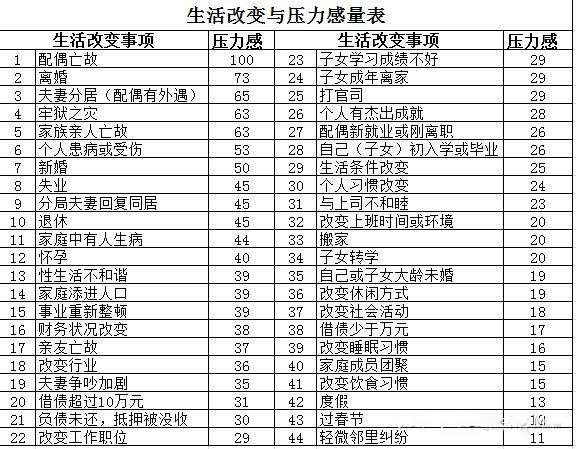 生活改变与压力感量表
生活改变事项 压力感 生活改变事项 压力感
1 配偶亡故 100 23 子女学习成绩不好 29
2 离婚 73 24 子女成年离家 29
3 夫妻分居（配偶有外遇） 65 25 打官司 29
4 牢狱之灾 63 26 个人有杰出成就 28
5 家族亲人亡故 63 27 配偶新就业或刚离职 26
6 个人患病或受伤 53 28 自己（子女）初入学或毕业 26
7 新婚 50 29 生活条件改变 25
8 失业 45 30 个人习惯改变 24
9 分局夫妻回复同居 45 31 与上司不和睦 23
10 退休 45 32 改变上班时间或环境 20
11 家庭中有人生病 44 33 搬家 20
12 怀孕 40 34 子女转学 20
13 性生活不和谐 39 35 自己或子女大龄未婚 19
14 家庭添进人口 39 36 改变休闲方式 19
15 事业重新整顿 39 37 改变社会活动 18
16 财务状况改变 38 38 借债少于万元 17
17 亲友亡故 37 39 改变睡眠习惯 16
18 改变行业 36 40 家庭成员团聚 15
19 夫妻争吵加剧 35 41 改变饮食习惯 15
20 借债超过10万元 31 42 度假 13
21 负债未还，抵押被没收 30 43 过春节
22 改变工作职位 29 44 轻微邻里纠纷 11